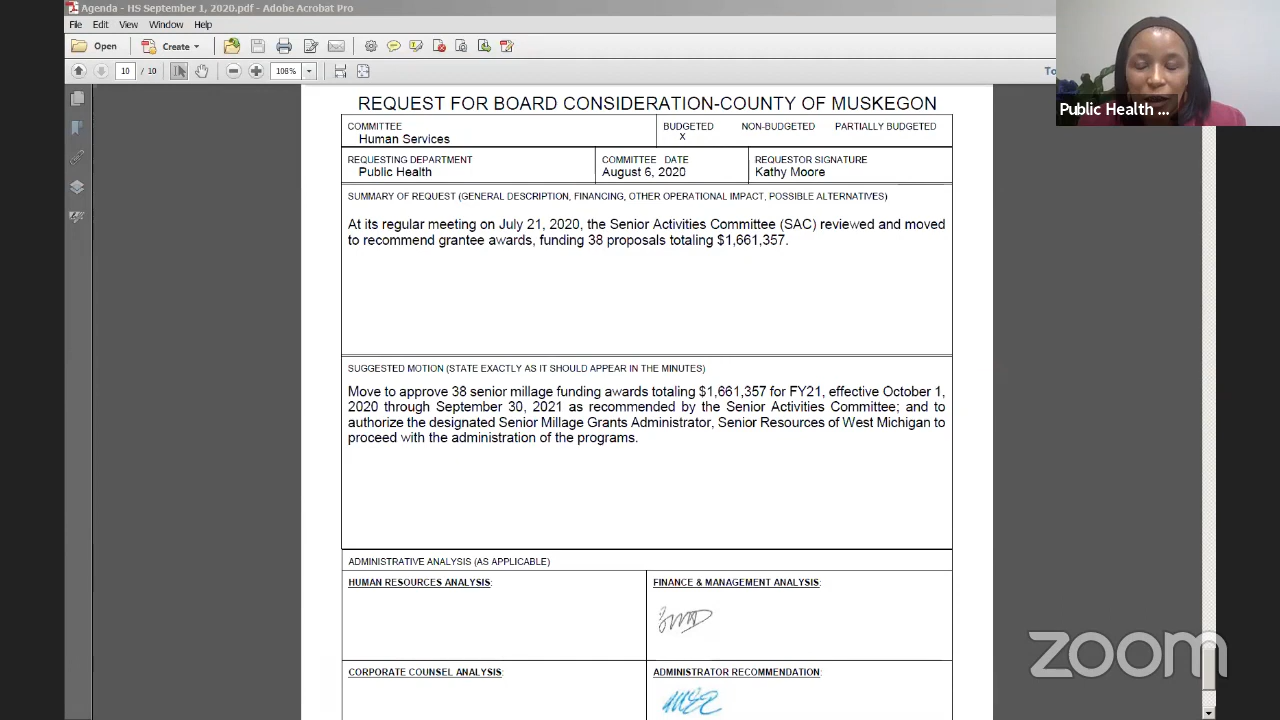 Agenda - HS September 1, 2020.pdf - Adobe Acrobat Pro
File Edit View Window Help
Open Create
10 / 10 108% To
Public Health ...
REQUEST FOR BOARD CONSIDERATION-COUNTY OF MUSKEGON
COMMITTEE BUDGETED NON-BUDGETED PARTIALLY BUDGETED
Human Services X
REQUESTING DEPARTMENT COMMITTEE DATE REQUESTOR SIGNATURE
Public Health August 6, 2020 Kathy Moore
SUMMARY OF REQUEST (GENERAL DESCRIPTION, FINANCING, OTHER OPERATIONAL IMPACT, POSSIBLE ALTERNATIVES)
At its regular meeting on July 21, 2020, the Senior Activities Committee (SAC) reviewed and moved
to recommend grantee awards, funding 38 proposals totaling $1,661,357.
SUGGESTED MOTION (STATE EXACTLY AS IT SHOULD APPEAR IN THE MINUTES)
Move to approve 38 senior millage funding awards totaling $1,661,357 for FY21, effective October 1,
2020 through September 30, 2021 as recommended by the Senior Activities Committee; and to
authorize the designated Senior Millage Grants Administrator, Senior Resources of West Michigan to
proceed with the administration of the programs.
ADMINISTRATIVE ANALYSIS (AS APPLICABLE)
HUMAN RESOURCES ANALYSIS: FINANCE & MANAGEMENT ANALYSIS:
CORPORATE COUNSEL ANALYSIS: ADMINISTRATOR RECOMMENDATION:
zoom